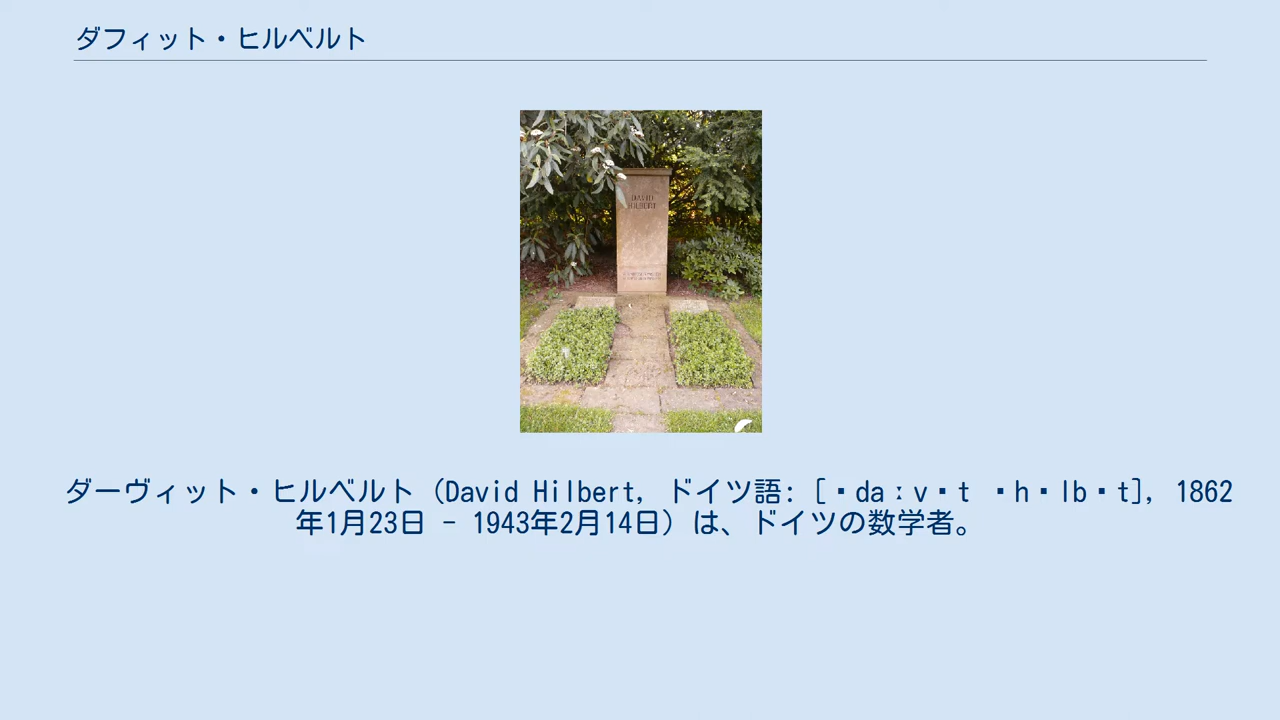 ダフィット・ヒルベルト
DAVID
HILBERT
ダーヴィット・ヒルベルト（David Hilbert, ドイツ語: [▪daːv▪t ▪h▪lb▪t], 1862
年1月23日 - 1943年2月14日）は、ドイツの数学者。